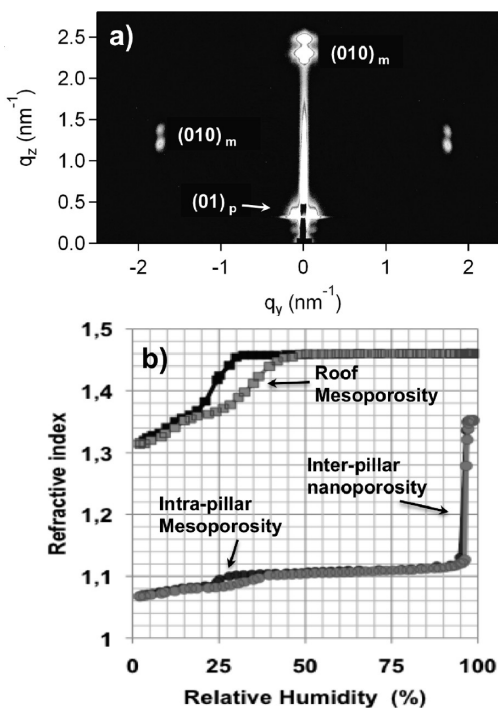 a)
2.5
2.0
1.5
1.0
0.5
0.0
q_z (nm⁻¹)
(010)_m
(010)_m
(01)_p
-2 -1 0 1 2
q_y (nm⁻¹)
b)
1,5
1,4
1,3
1,2
1,1
1
Refractive index
Roof
Mesoporosity
Inter-pillar
nanoporosity
Intra-pillar
Mesoporosity
0 25 50 75 100
Relative Humidity (%)